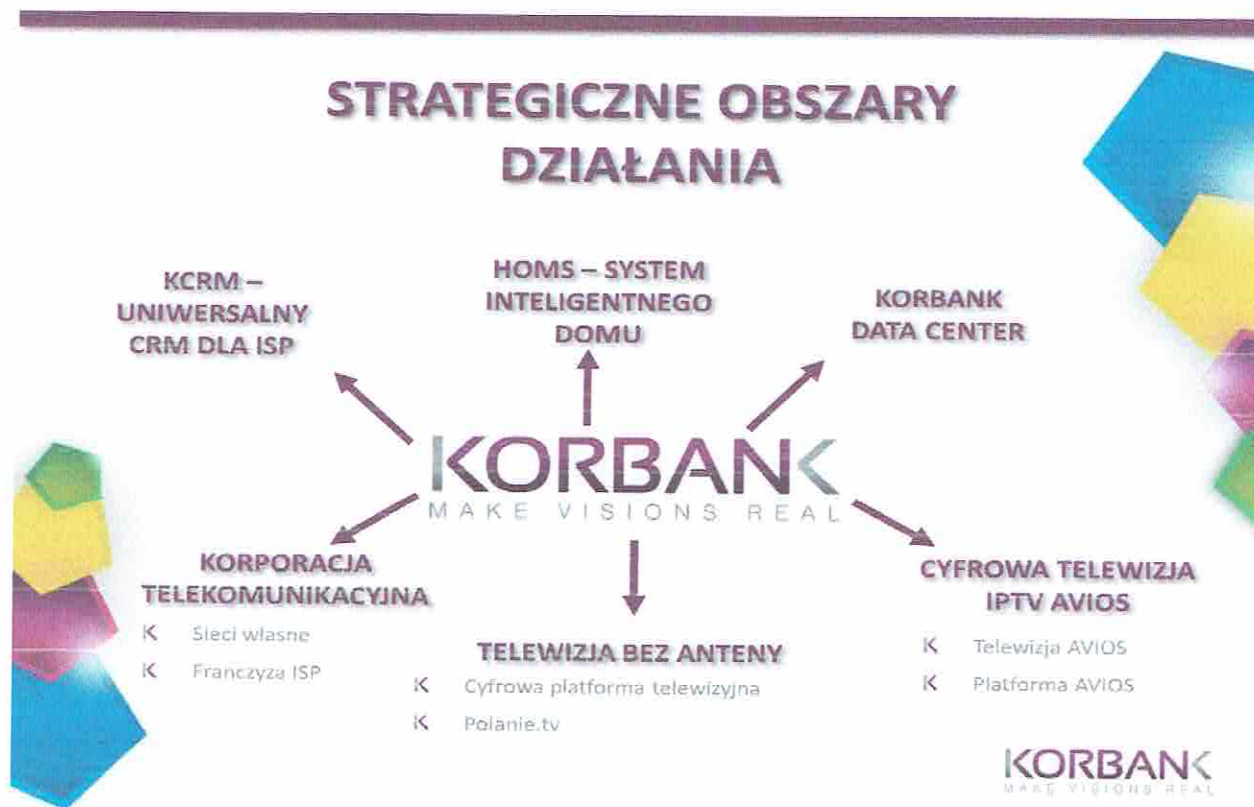 STRATEGICZNE OBSZARY
DZIAŁANIA
KCRM –
UNIWERSALNY
CRM DLA ISP
HOMS – SYSTEM
INTELIGENTNEGO
DOMU
KORBANK
DATA CENTER
KORBANK
MAKE VISIONS REAL
KORPORACJA
TELEKOMUNIKACYJNA
K Sieci własne
K Franczyza ISP
TELEWIZJA BEZ ANTENY
K Cyfrowa platforma telewizyjna
K Polanie.tv
CYFROWA TELEWIZJA
IPTV AVIOS
K Telewizja AVIOS
K Platforma AVIOS
KORBANK
MAKE VISIONS REAL